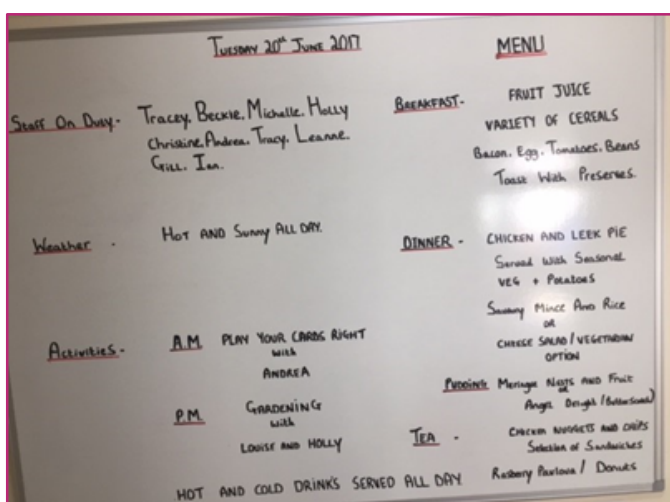 TUESDAY 20th JUNE 2017
Staff On Duty - Tracey, Beckie, Michelle, Holly
Christine, Andrea, Tracy, Leanne,
Gill, Ian.
Weather - HOT AND Sunny ALL DAY.
Activities - A.M. PLAY YOUR CARDS RIGHT
with
ANDREA
P.M. GARDENING
with
LOUISE AND HOLLY
MENU
BREAKFAST - FRUIT JUICE
VARIETY OF CEREALS
Bacon, Egg, Tomatoes, Beans
Toast With Preserves.
DINNER - CHICKEN AND LEEK PIE
Served With Seasonal
VEG + Potatoes
Savoury Mince And Rice
OR
CHEESE SALAD / VEGETARIAN
OPTION
PUDDING Meringue Nests AND Fruit
OR
Angel Delight (Butterscotch)
TEA - CHICKEN NUGGETS AND CHIPS
Selection of Sandwiches
Rasberry Pavlova / Donuts
HOT AND COLD DRINK'S SERVED ALL DAY.